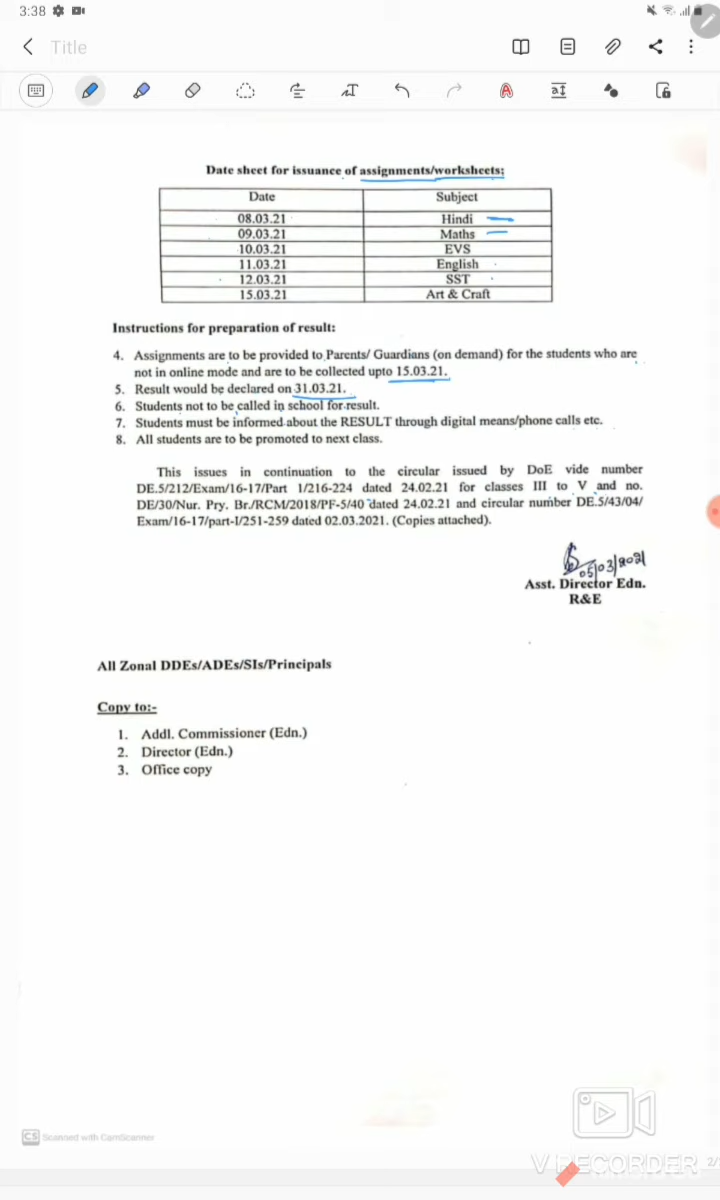 3:38
Title
Date sheet for issuance of assignments/worksheets:
Date Subject
08.03.21 Hindi
09.03.21 Maths
10.03.21 EVS
11.03.21 English
12.03.21 SST
15.03.21 Art & Craft
Instructions for preparation of result:
4. Assignments are to be provided to Parents/ Guardians (on demand) for the students who are
not in online mode and are to be collected upto 15.03.21.
5. Result would be declared on 31.03.21.
6. Students not to be called in school for result.
7. Students must be informed about the RESULT through digital means/phone calls etc.
8. All students are to be promoted to next class.
This issues in continuation to the circular issued by DoE vide number
DE.5/212/Exam/16-17/Part 1/216-224 dated 24.02.21 for classes III to V and no.
DE/30/Nur. Pry. Br./RCM/2018/PF-5/40 dated 24.02.21 and circular number DE.5/43/04/
Exam/16-17/part-I/251-259 dated 02.03.2021. (Copies attached).
05/03/2021
Asst. Director Edn.
R&E
All Zonal DDEs/ADEs/SIs/Principals
Copy to:-
1. Addl. Commissioner (Edn.)
2. Director (Edn.)
3. Office copy
CS Scanned with CamScanner
V RECORDER